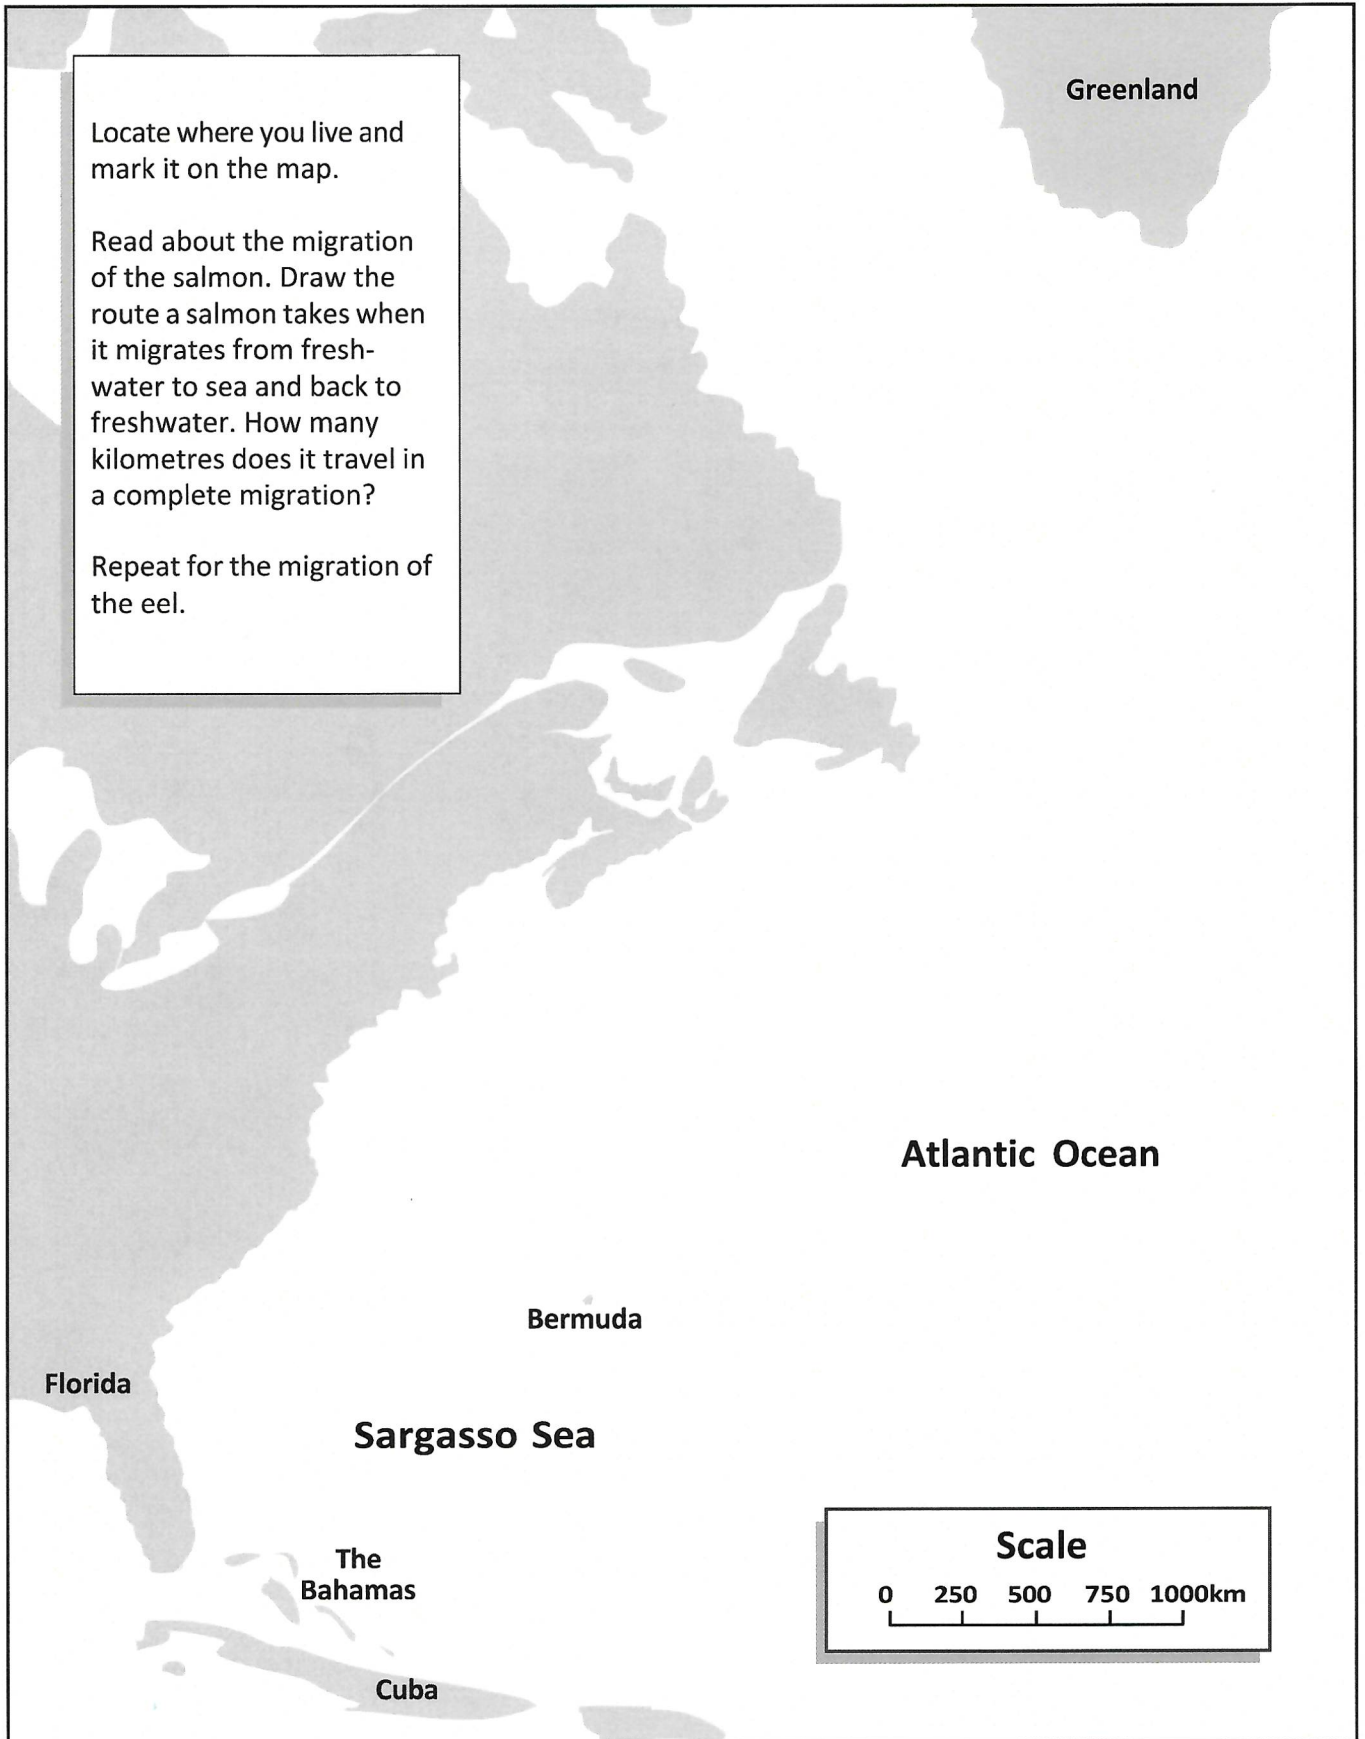 Greenland
Locate where you live and
mark it on the map.
Read about the migration
of the salmon. Draw the
route a salmon takes when
it migrates from fresh-
water to sea and back to
freshwater. How many
kilometres does it travel in
a complete migration?
Repeat for the migration of
the eel.
Atlantic Ocean
Bermuda
Florida
Sargasso Sea
The
Bahamas
Cuba
Scale
0 250 500 750 1000km